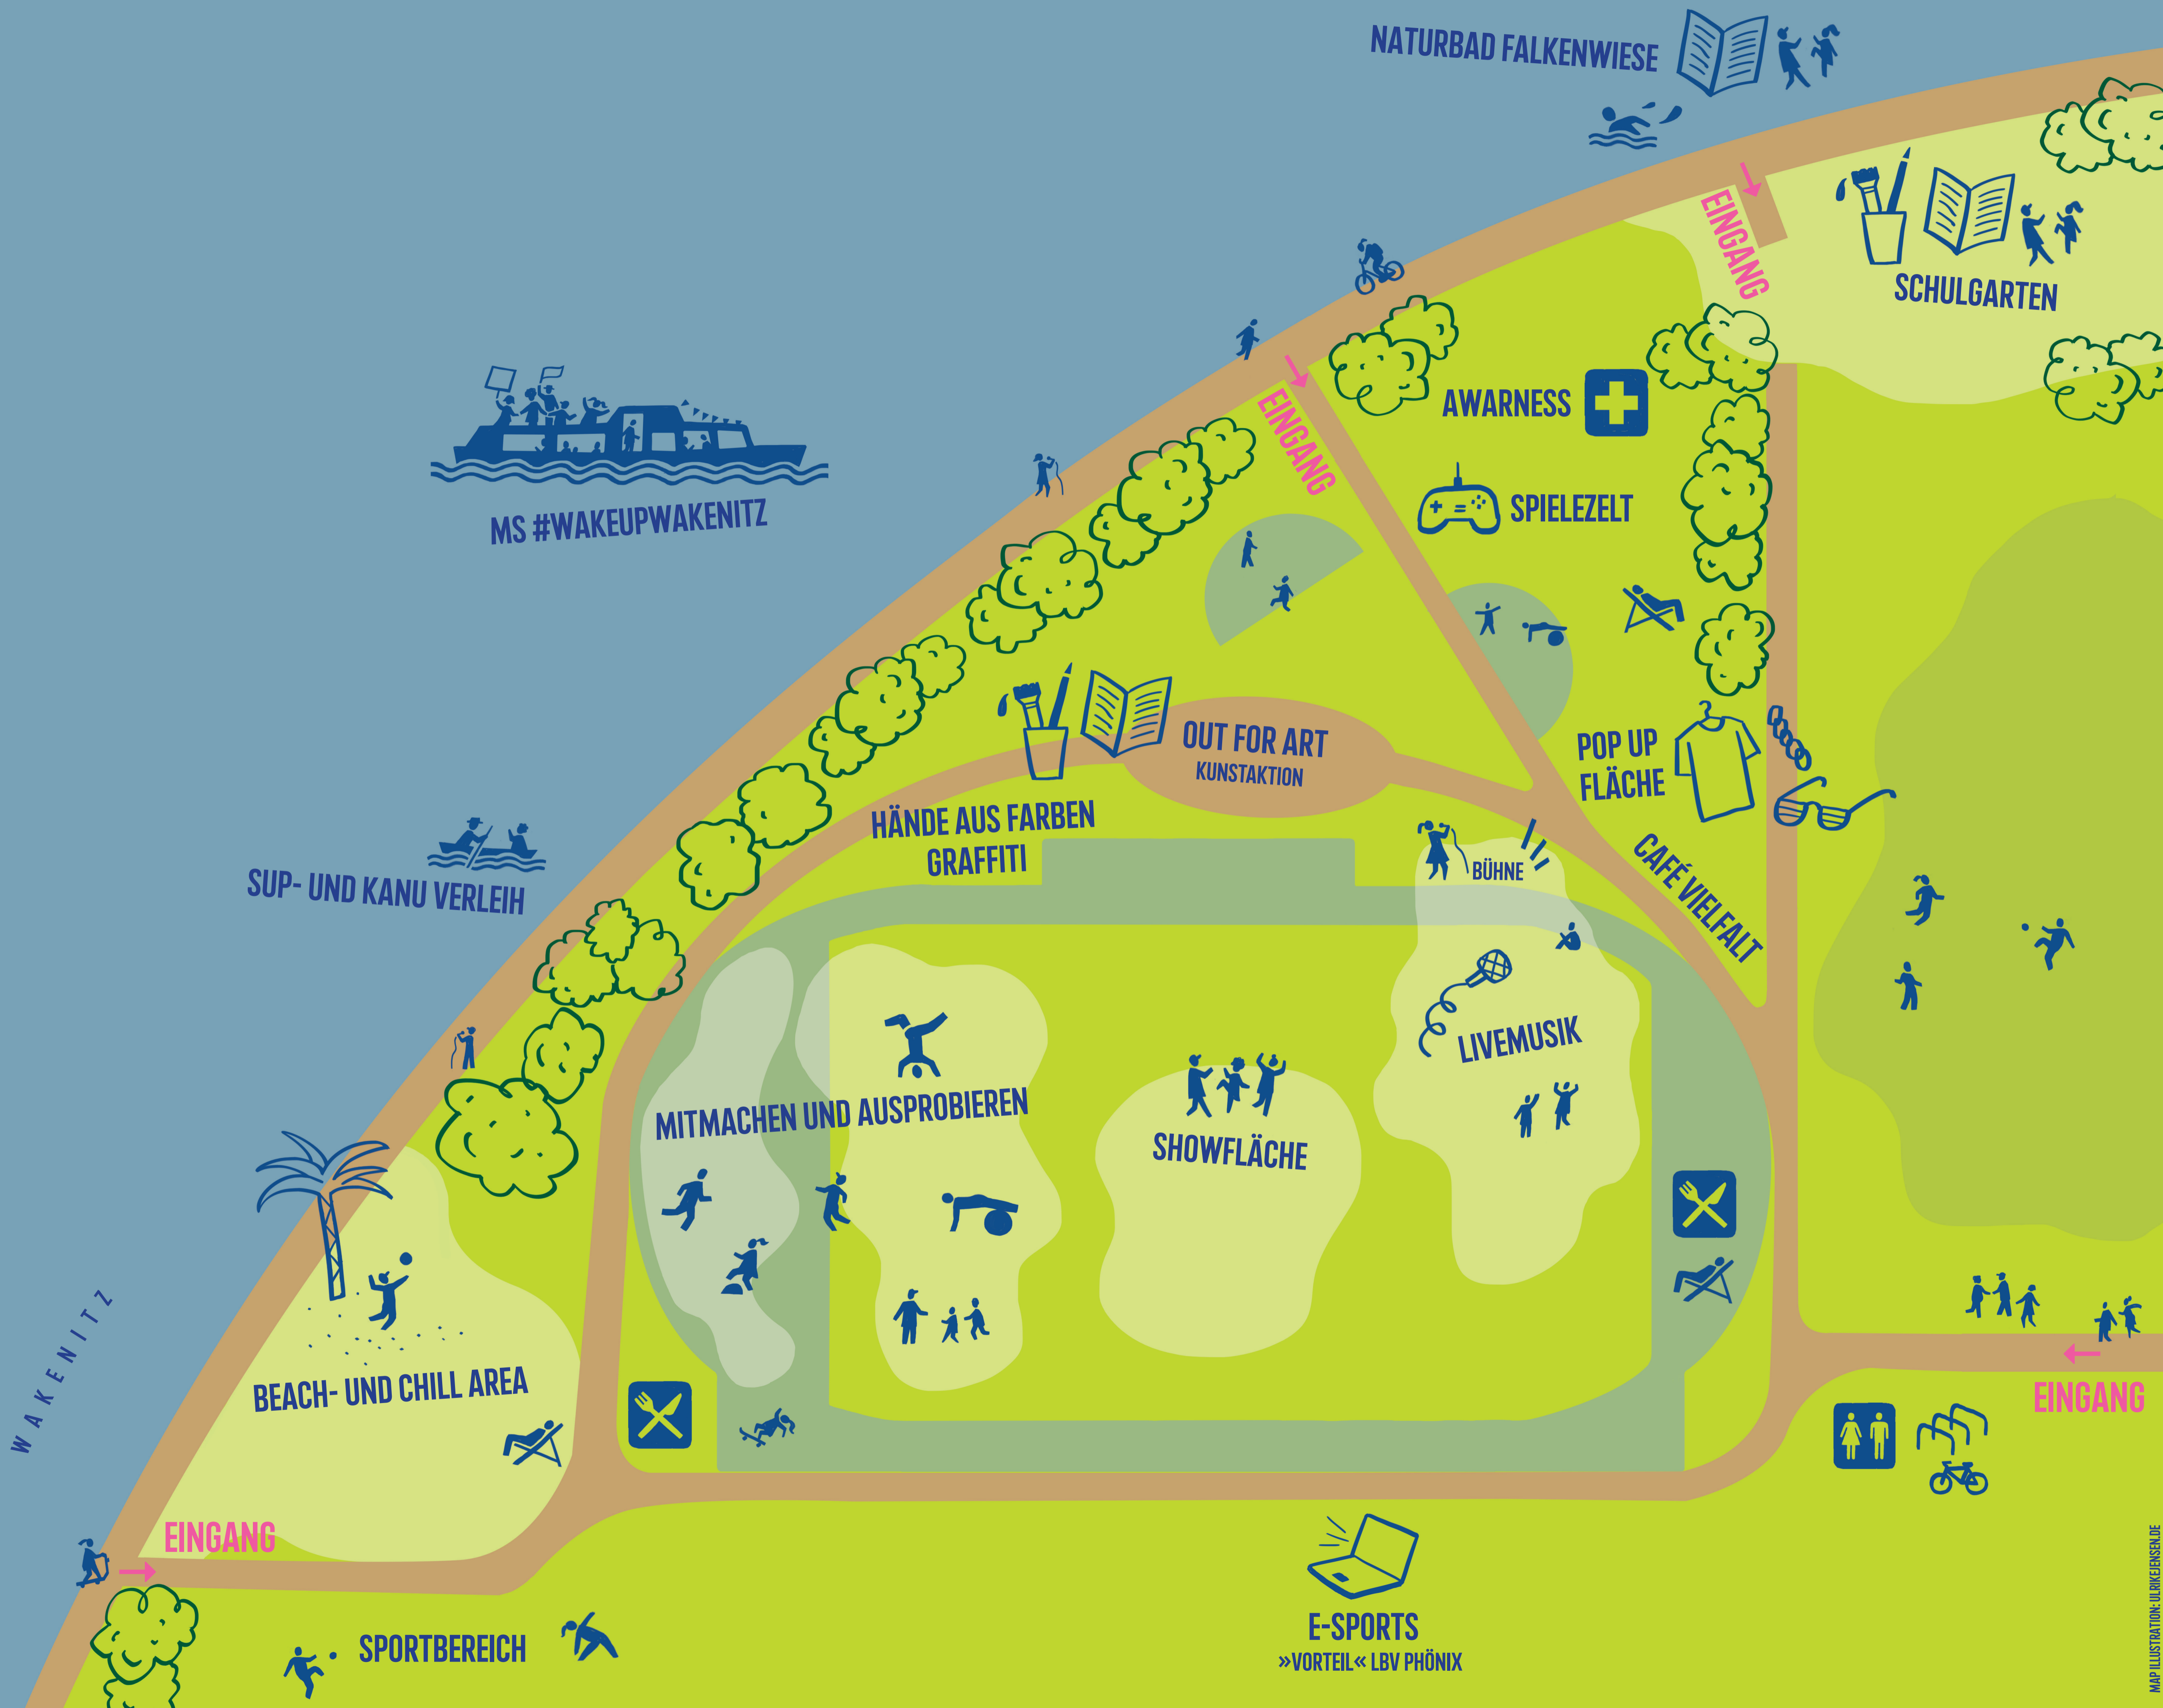 NATURBAD FALKENWIESE
EINGANG
SCHULGARTEN
EINGANG
AWARNESS
SPIELEZELT
MS #WAKEUPWAKENITZ
OUT FOR ART
KUNSTAKTION
POP UP
FLÄCHE
HÄNDE AUS FARBEN
GRAFFITI
BÜHNE
CAFÉ VIELFALT
SUP- UND KANU VERLEIH
LIVEMUSIK
MITMACHEN UND AUSPROBIEREN
SHOWFLÄCHE
WAKENITZ
BEACH- UND CHILL AREA
EINGANG
EINGANG
SPORTBEREICH
E-SPORTS
»VORTEIL« LBV PHÖNIX
MAP ILLUSTRATION: ULRIKEJENSEN.DE